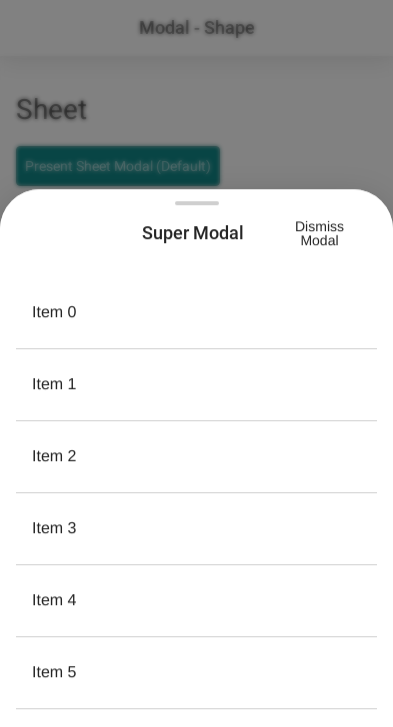 Modal - Shape
Sheet
Present Sheet Modal (Default)
Super Modal
Dismiss
Modal
Item 0
Item 1
Item 2
Item 3
Item 4
Item 5